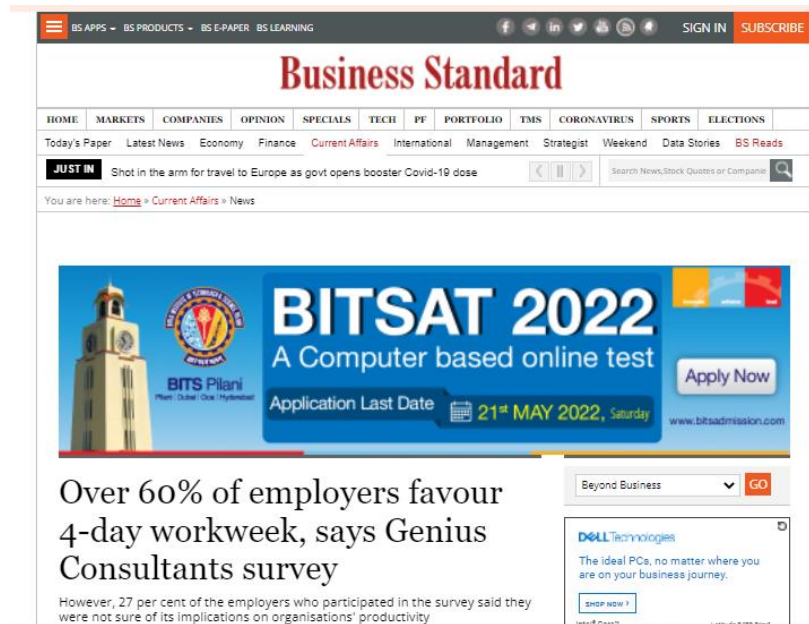 BS APPS BS PRODUCTS BS E-PAPER BS LEARNING SIGN IN SUBSCRIBE
Business Standard
HOME MARKETS COMPANIES OPINION SPECIALS TECH PF PORTFOLIO TMS CORONAVIRUS SPORTS ELECTIONS
Today's Paper Latest News Economy Finance Current Affairs International Management Strategist Weekend Data Stories BS Reads
JUST IN Shot in the arm for travel to Europe as govt opens booster Covid-19 dose Search News,Stock Quotes or Companie
You are here: Home » Current Affairs » News
BITSAT 2022
A Computer based online test
BITS Pilani
Pilani | Dubai | Goa | Hyderabad
Application Last Date 21st MAY 2022, Saturday
Apply Now
www.bitsadmission.com
Over 60% of employers favour
4-day workweek, says Genius
Consultants survey
However, 27 per cent of the employers who participated in the survey said they
were not sure of its implications on organisations' productivity
Beyond Business GO
DELL Technologies
The ideal PCs, no matter where you
are on your business journey.
SHOP NOW >